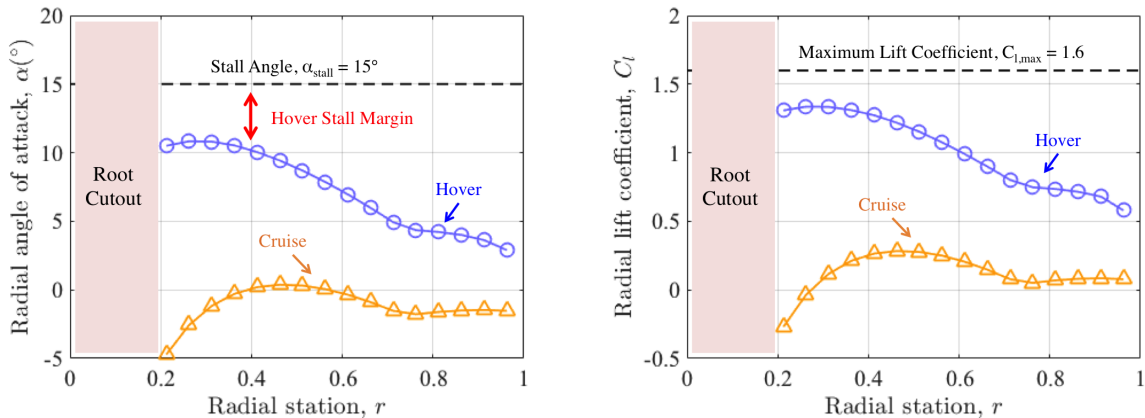 20
15
10
5
0
-5
Radial angle of attack, α(°)
Stall Angle, αstall = 15°
Hover Stall Margin
Root
Cutout
Hover
Cruise
0
0.2
0.4
0.6
0.8
1
Radial station, r
2
1.5
1
0.5
0
-0.5
Radial lift coefficient, Cl
Maximum Lift Coefficient, Cl,max = 1.6
Root
Cutout
Hover
Cruise
0
0.2
0.4
0.6
0.8
1
Radial station, r